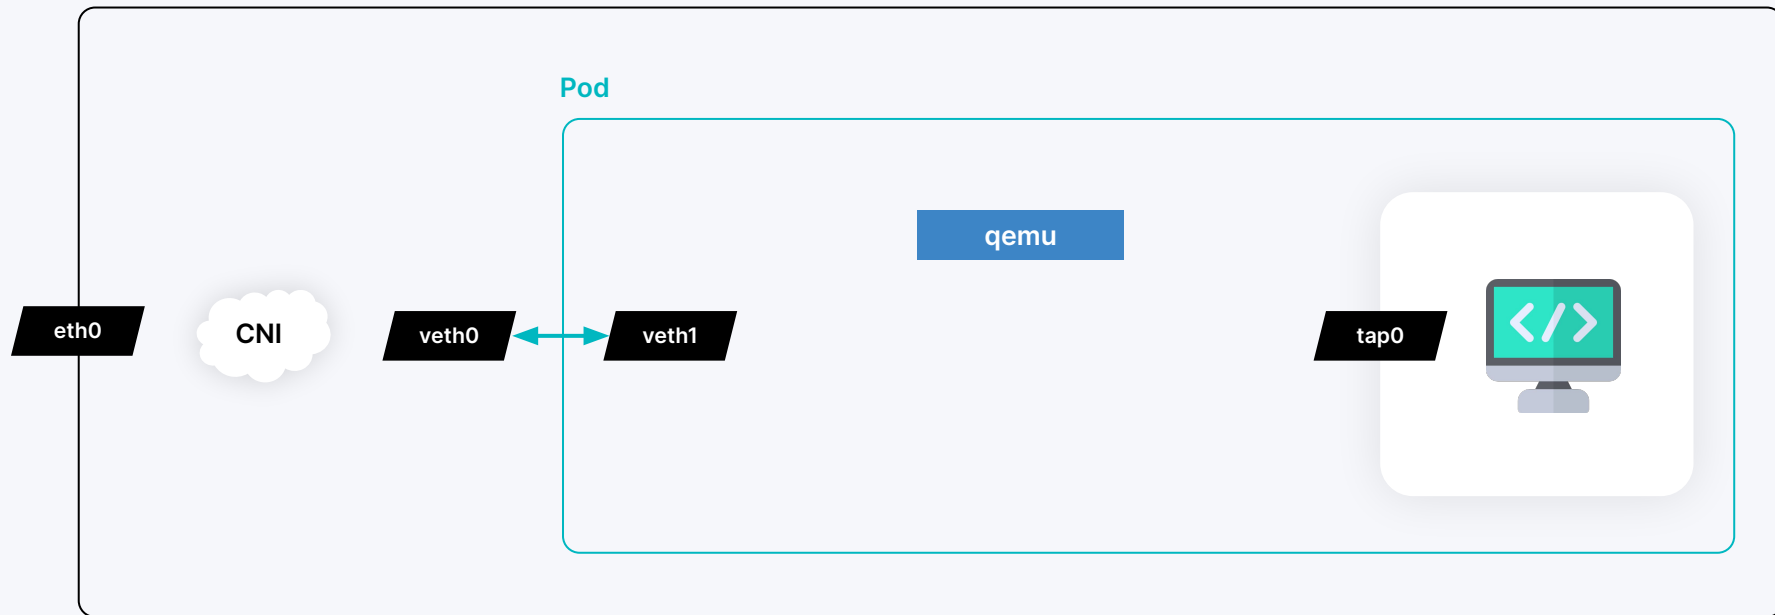 Pod
qemu
eth0
CNI
veth0
veth1
tap0
</>